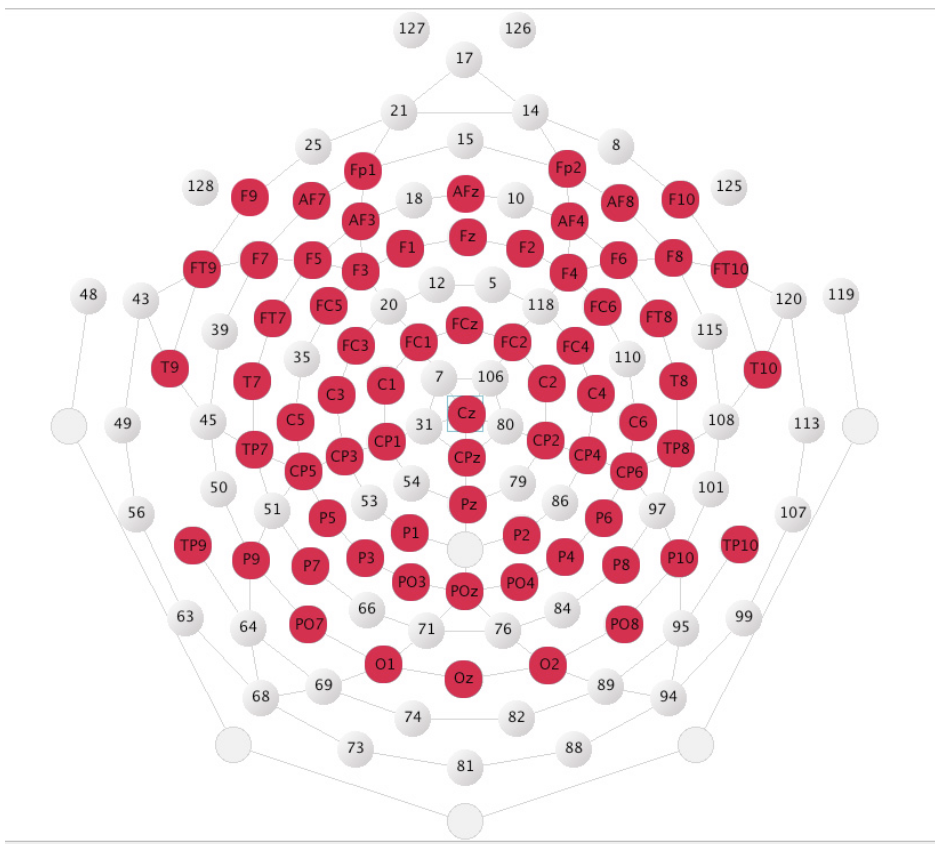 127 126
17
21 14
25 15 8
Fp1 Fp2
128 F9 AF7 18 AFz 10 AF8 F10 125
AF3 AF4
F1 Fz F2
FT9 F7 F5 F3 F4 F6 F8 FT10
48 43 12 5 120 119
FT7 FC5 20 118 FC6 FT8
39 FCz 115
35 FC3 FC1 FC2 FC4 110
T9 T7 C3 C1 7 106 C2 C4 T8 T10
49 45 C5 31 Cz 80 C6 108 113
TP7 CP3 CP1 CPz CP2 CP4 TP8
CP5 CP6
50 54 79 101
56 51 P5 53 Pz 86 P6 97 107
TP9 P9 P7 P3 P1 P2 P4 P8 P10 TP10
PO3 POz PO4
63 64 PO7 66 71 76 84 PO8 95 99
O1 Oz O2
68 69 89 94
74 82
73 81 88